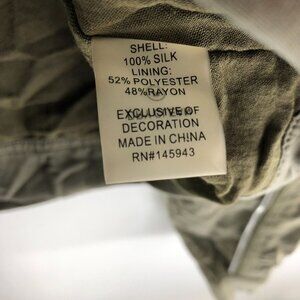 SHELL:
100% SILK
LINING:
52% POLYESTER
48%RAYON
EXCLUSIVE OF
DECORATION
MADE IN CHINA
RN#145943